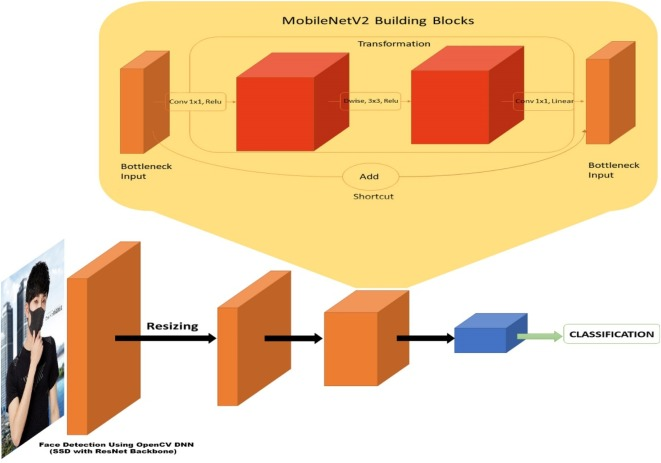 MobileNetV2 Building Blocks
Transformation
Conv 1x1, Relu
Dwise, 3x3, Relu
Conv 1x1, Linear
Bottleneck
Input
Add
Shortcut
Bottleneck
Input
Resizing
CLASSIFICATION
Face Detection Using OpenCV DNN
(SSD with ResNet Backbone)